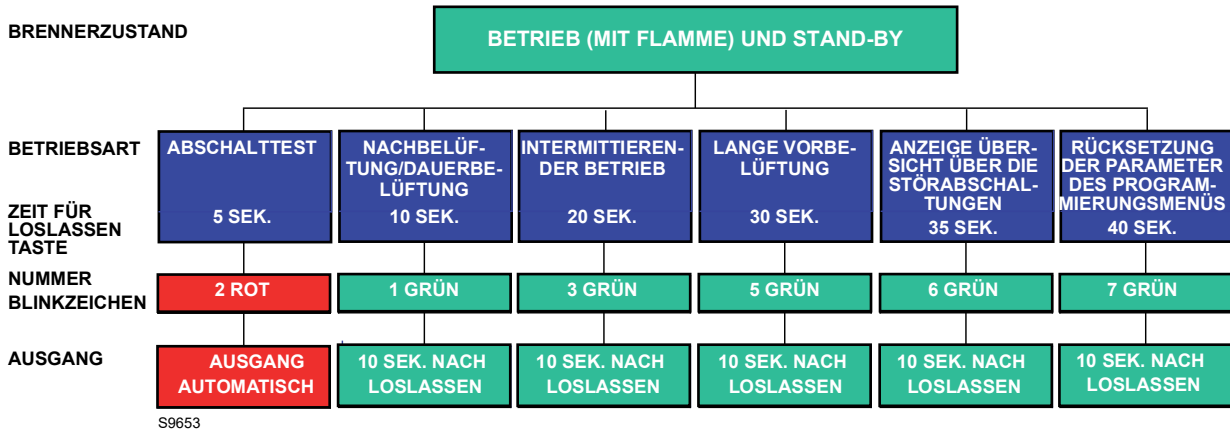 BRENNERZUSTAND
BETRIEB (MIT FLAMME) UND STAND-BY
BETRIEBSART
ABSCHALTTEST
5 SEK.
NACHBELÜF-
TUNG/DAUERBE-
LÜFTUNG
10 SEK.
INTERMITTIEREN-
DER BETRIEB
20 SEK.
LANGE VORBE-
LÜFTUNG
30 SEK.
ANZEIGE ÜBER-
SICHT ÜBER DIE
STÖRABSCHAL-
TUNGEN
35 SEK.
RÜCKSETZUNG
DER PARAMETER
DES PROGRAM-
MIERUNGSMENÜS
40 SEK.
ZEIT FÜR
LOSLASSEN
TASTE
NUMMER
BLINKZEICHEN
2 ROT
1 GRÜN
3 GRÜN
5 GRÜN
6 GRÜN
7 GRÜN
AUSGANG
AUSGANG
AUTOMATISCH
10 SEK. NACH
LOSLASSEN
10 SEK. NACH
LOSLASSEN
10 SEK. NACH
LOSLASSEN
10 SEK. NACH
LOSLASSEN
10 SEK. NACH
LOSLASSEN
S9653